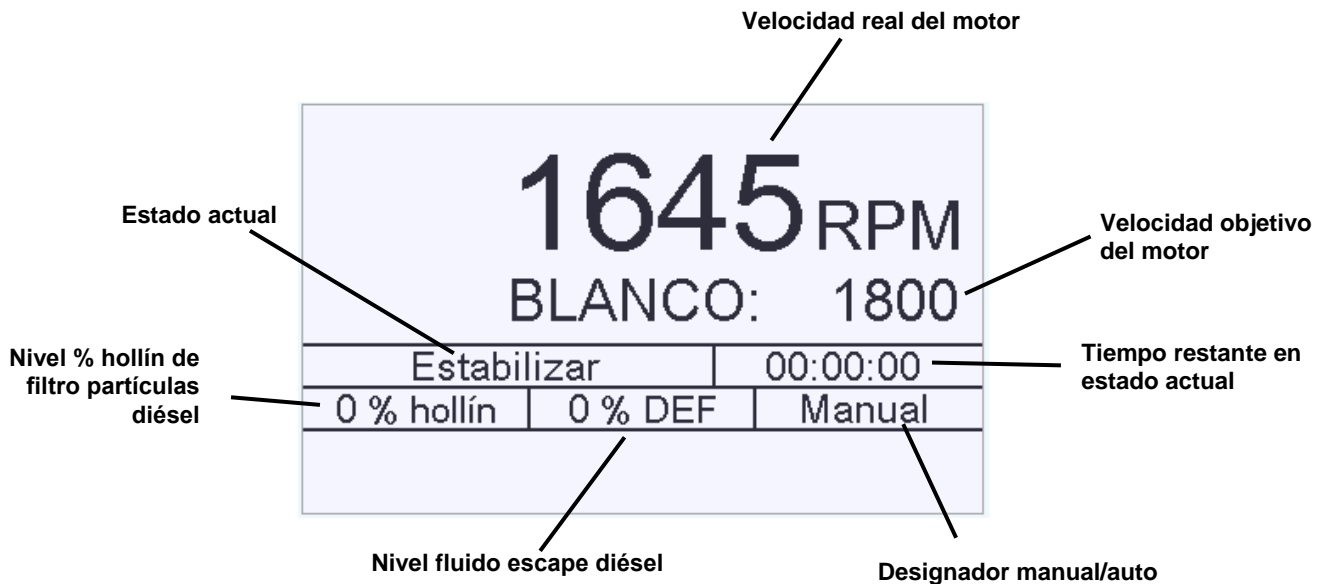 Velocidad real del motor
1645 RPM
Estado actual
Velocidad objetivo
del motor
BLANCO: 1800
Nivel % hollín de
filtro partículas
diésel
Estabilizar 00:00:00
Tiempo restante en
estado actual
0 % hollín 0 % DEF Manual
Nivel fluido escape diésel
Designador manual/auto